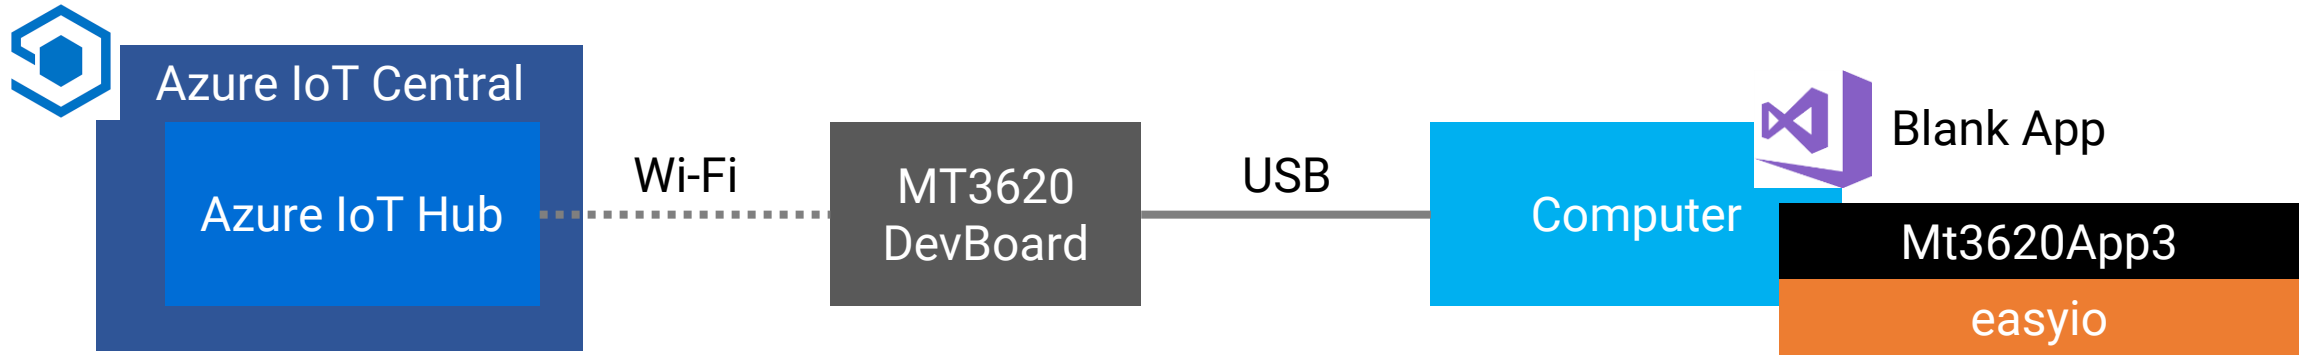 Azure IoT Central
Azure IoT Hub
Wi-Fi
MT3620
DevBoard
USB
Computer
Blank App
Mt3620App3
easyio